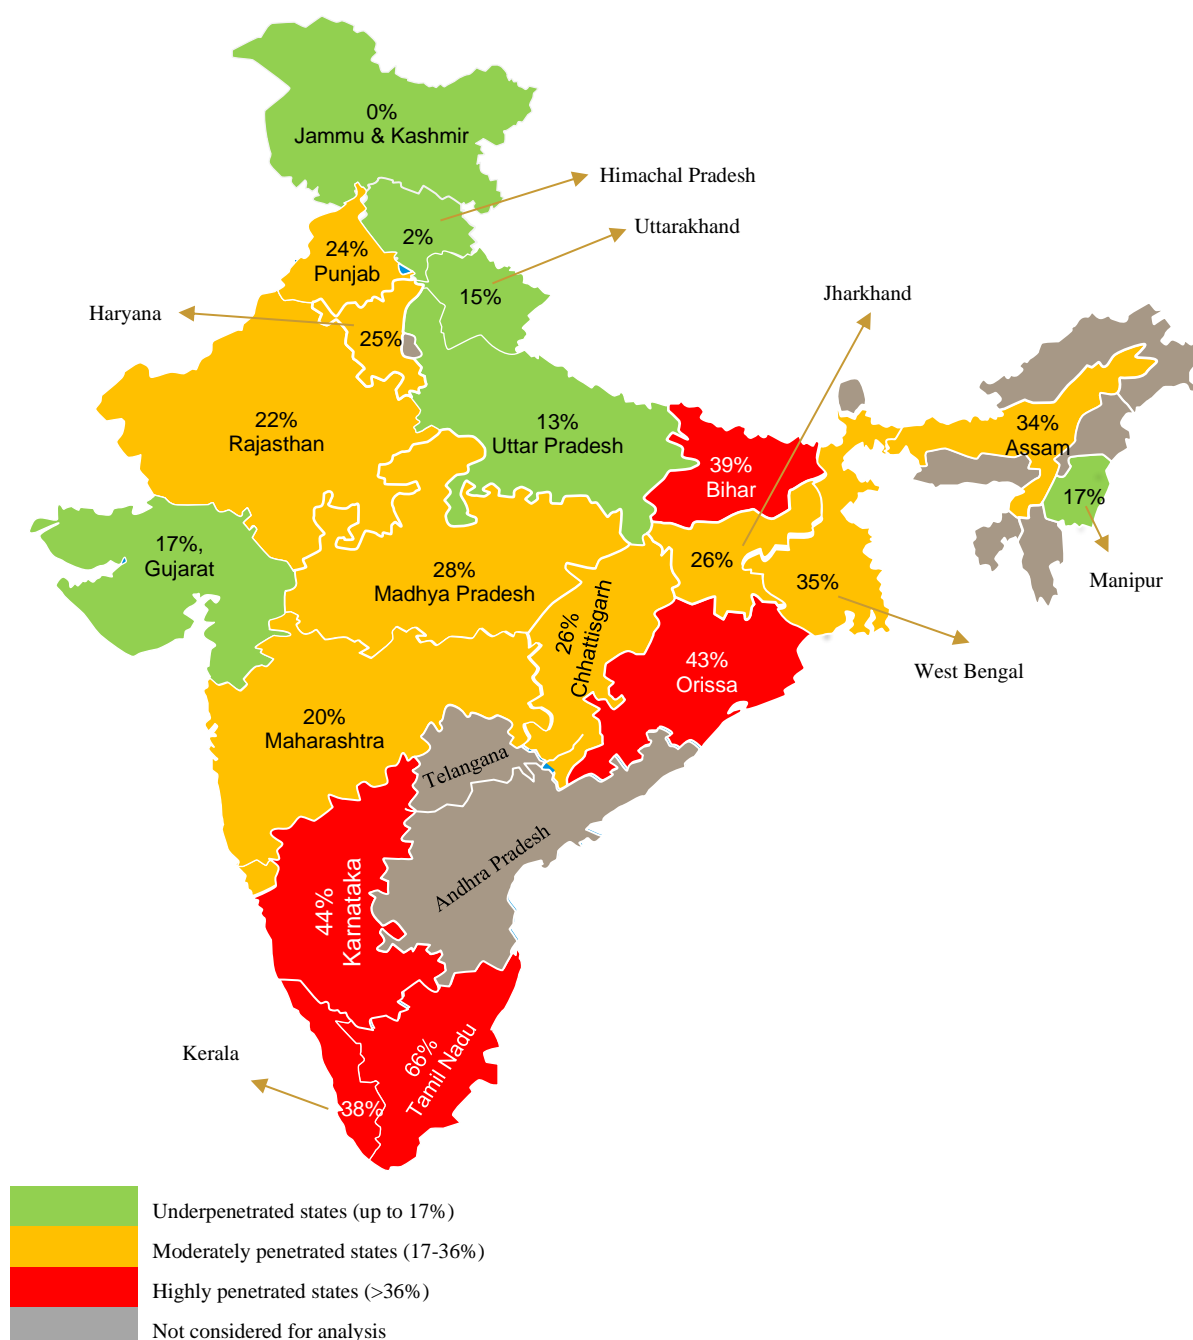 0%
Jammu & Kashmir
Himachal Pradesh
2%
Uttarakhand
24%
Punjab
15%
Jharkhand
Haryana
25%
22%
Rajasthan
13%
Uttar Pradesh
34%
Assam
39%
Bihar
17%
17%,
Gujarat
28%
Madhya Pradesh
26%
35%
Manipur
26%
Chhattisgarh
43%
Orissa
West Bengal
20%
Maharashtra
Telangana
Andhra Pradesh
44%
Karnataka
Kerala
66%
Tamil Nadu
38%
Underpenetrated states (up to 17%)
Moderately penetrated states (17-36%)
Highly penetrated states (>36%)
Not considered for analysis